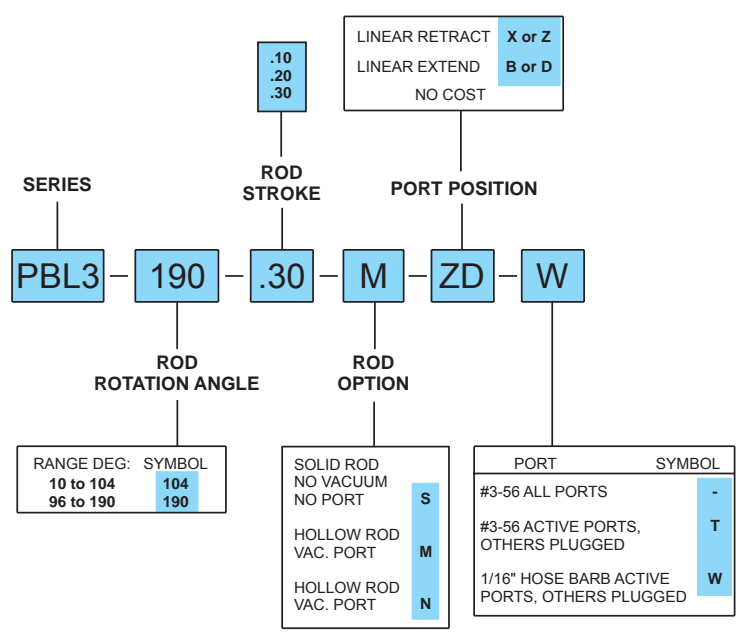 .10
.20
.30
LINEAR RETRACT X or Z
LINEAR EXTEND B or D
NO COST
SERIES
ROD
STROKE
PORT POSITION
PBL3 - 190 - .30 - M - ZD - W
ROD
ROTATION ANGLE
ROD
OPTION
RANGE DEG: SYMBOL
10 to 104 104
96 to 190 190
SOLID ROD
NO VACUUM
NO PORT S
HOLLOW ROD
VAC. PORT M
HOLLOW ROD
VAC. PORT N
PORT SYMBOL
#3-56 ALL PORTS -
#3-56 ACTIVE PORTS, T
OTHERS PLUGGED
1/16" HOSE BARB ACTIVE W
PORTS, OTHERS PLUGGED